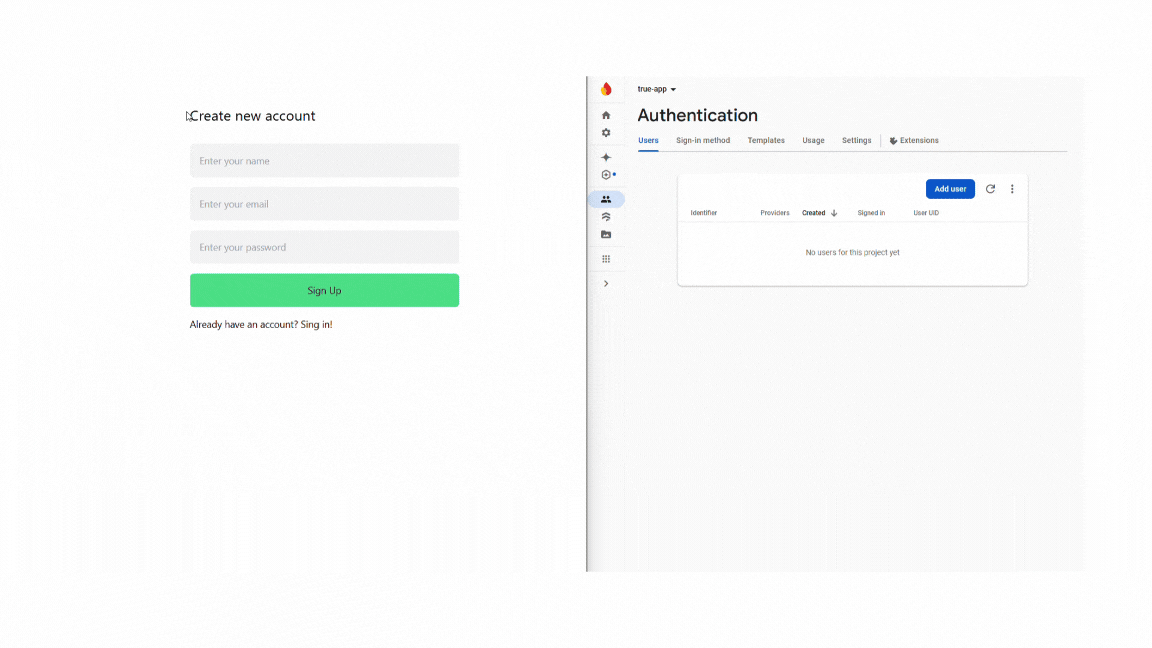 Create new account
Enter your name
Enter your email
Enter your password
Sign Up
Already have an account? Sing in!
true-app
Authentication
Users Sign-in method Templates Usage Settings Extensions
Add user
Identifier Providers Created Signed in User UID
No users for this project yet